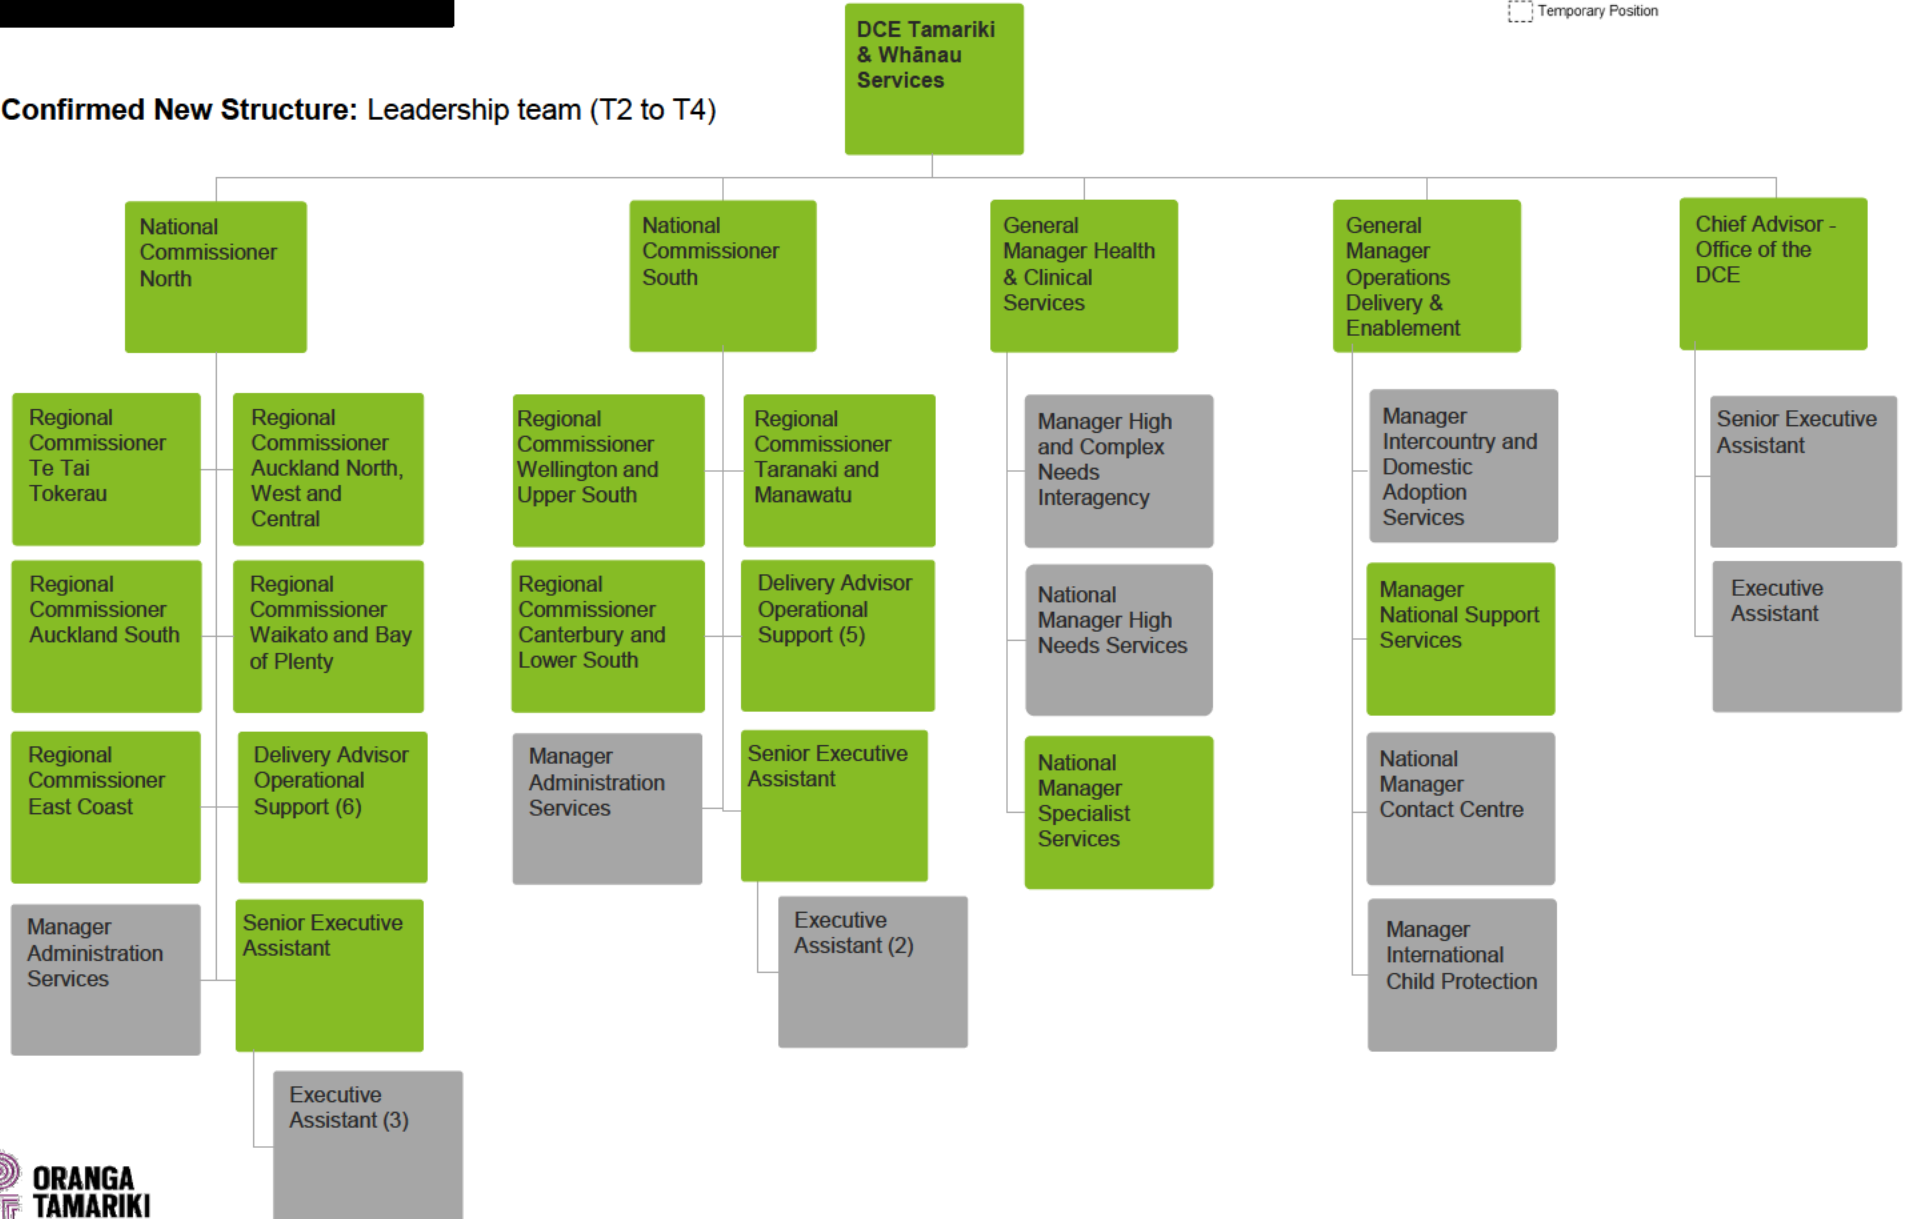 Temporary Position
DCE Tamariki
& Whānau
Services
Confirmed New Structure: Leadership team (T2 to T4)
National
Commissioner
North
National
Commissioner
South
General
Manager Health
& Clinical
Services
General
Manager
Operations
Delivery &
Enablement
Chief Advisor -
Office of the
DCE
Regional
Commissioner
Te Tai
Tokerau
Regional
Commissioner
Auckland North,
West and
Central
Regional
Commissioner
Auckland South
Regional
Commissioner
Waikato and Bay
of Plenty
Regional
Commissioner
East Coast
Delivery Advisor
Operational
Support (6)
Manager
Administration
Services
Senior Executive
Assistant
Executive
Assistant (3)
Regional
Commissioner
Wellington and
Upper South
Regional
Commissioner
Taranaki and
Manawatu
Regional
Commissioner
Canterbury and
Lower South
Delivery Advisor
Operational
Support (5)
Manager
Administration
Services
Senior Executive
Assistant
Executive
Assistant (2)
Manager High
and Complex
Needs
Interagency
National
Manager High
Needs Services
National
Manager
Specialist
Services
Manager
Intercountry and
Domestic
Adoption
Services
Manager
National Support
Services
National
Manager
Contact Centre
Manager
International
Child Protection
Senior Executive
Assistant
Executive
Assistant
ORANGA
TAMARIKI